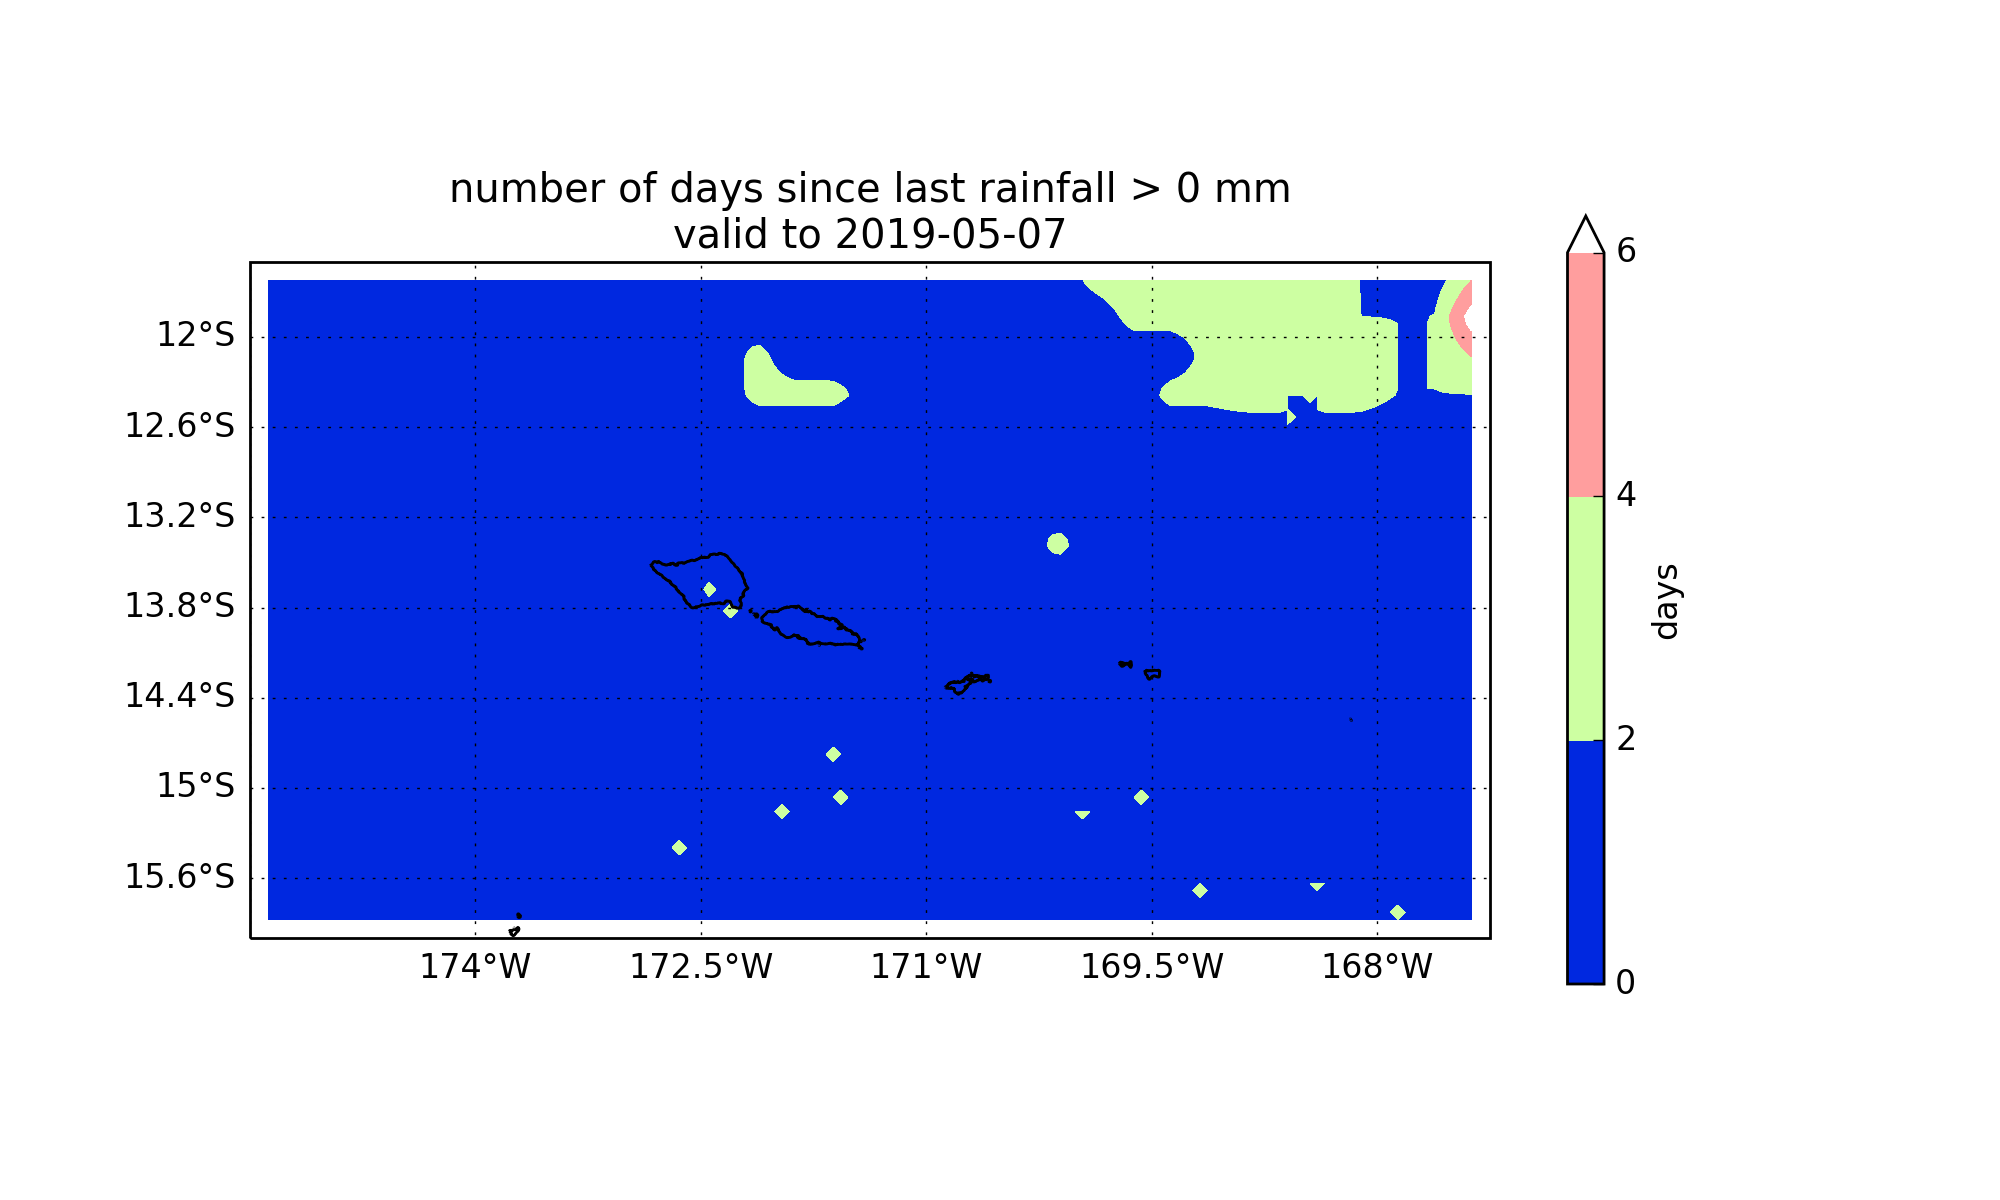 number of days since last rainfall > 0 mm
valid to 2019-05-07
12°S
12.6°S
13.2°S
13.8°S
14.4°S
15°S
15.6°S
174°W
172.5°W
171°W
169.5°W
168°W
6
4
2
0
days